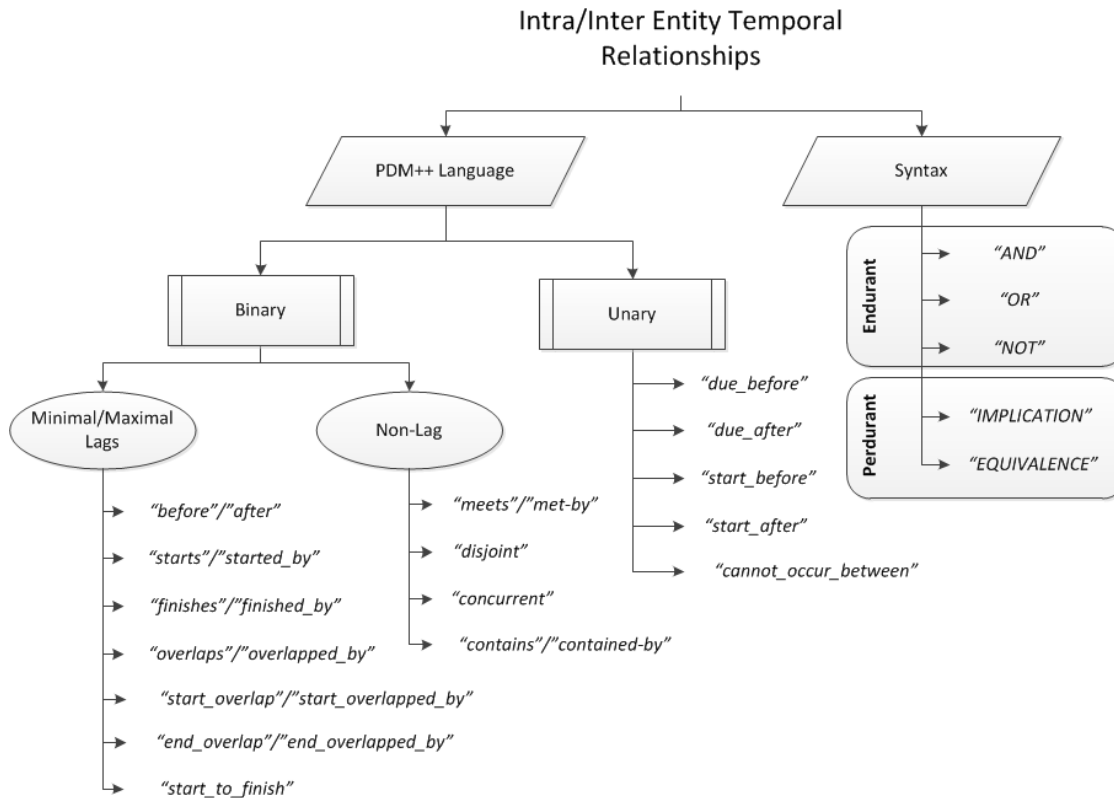 Intra/Inter Entity Temporal
Relationships
PDM++ Language
Syntax
Binary
Unary
Endurant
“AND”
“OR”
“NOT”
Perdurant
“IMPLICATION”
“EQUIVALENCE”
Minimal/Maximal
Lags
Non-Lag
“due_before”
“due_after”
“start_before”
“start_after”
“cannot_occur_between”
“before”/”after”
“starts”/”started_by”
“finishes”/”finished_by”
“overlaps”/”overlapped_by”
“start_overlap”/”start_overlapped_by”
“end_overlap”/”end_overlapped_by”
“start_to_finish”
“meets”/”met-by”
“disjoint”
“concurrent”
“contains”/”contained-by”